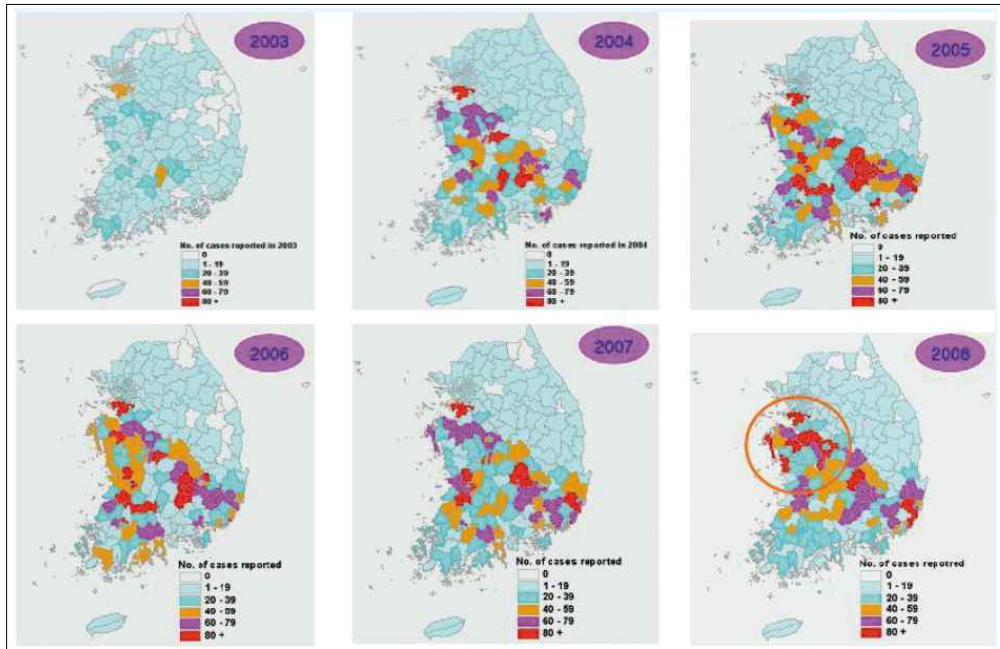 2003
No. of cases reported in 2003
0
1 - 19
20 - 39
40 - 59
60 - 79
80 +
2004
No. of cases reported in 2004
0
1 - 19
20 - 39
40 - 59
60 - 79
80 +
2005
No. of cases reported
0
1 - 19
20 - 39
40 - 59
60 - 79
80 +
2006
No. of cases reported
0
1 - 19
20 - 39
40 - 59
60 - 79
80 +
2007
No. of cases reported
0
1 - 19
20 - 39
40 - 59
60 - 79
80 +
2008
No. of cases repotred
0
1 - 19
20 - 39
40 - 59
60 - 79
80 +